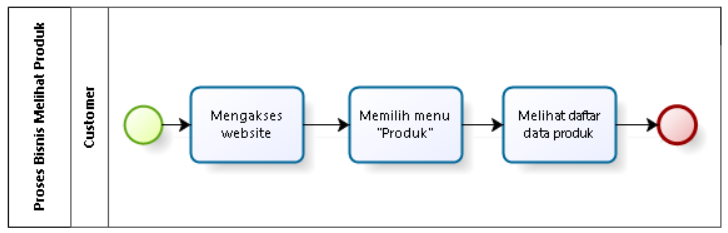 Proses Bisnis Melihat Produk
Customer
Mengakses
website
Memilih menu
"Produk"
Melihat daftar
data produk